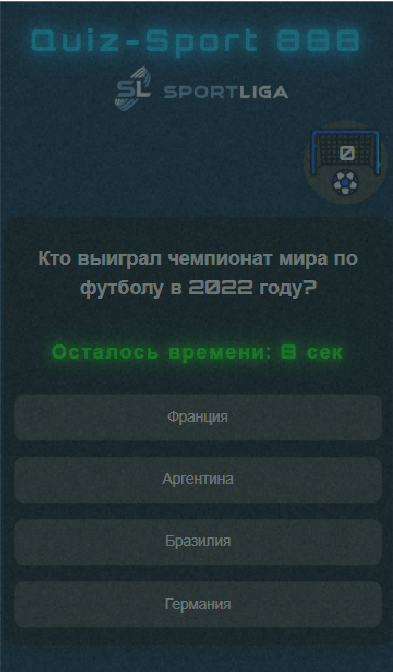 Quiz-Sport 888
SL SPORTLIGA
0
Кто выиграл чемпионат мира по
футболу в 2022 году?
Осталось времени: 8 сек
Франция
Аргентина
Бразилия
Германия